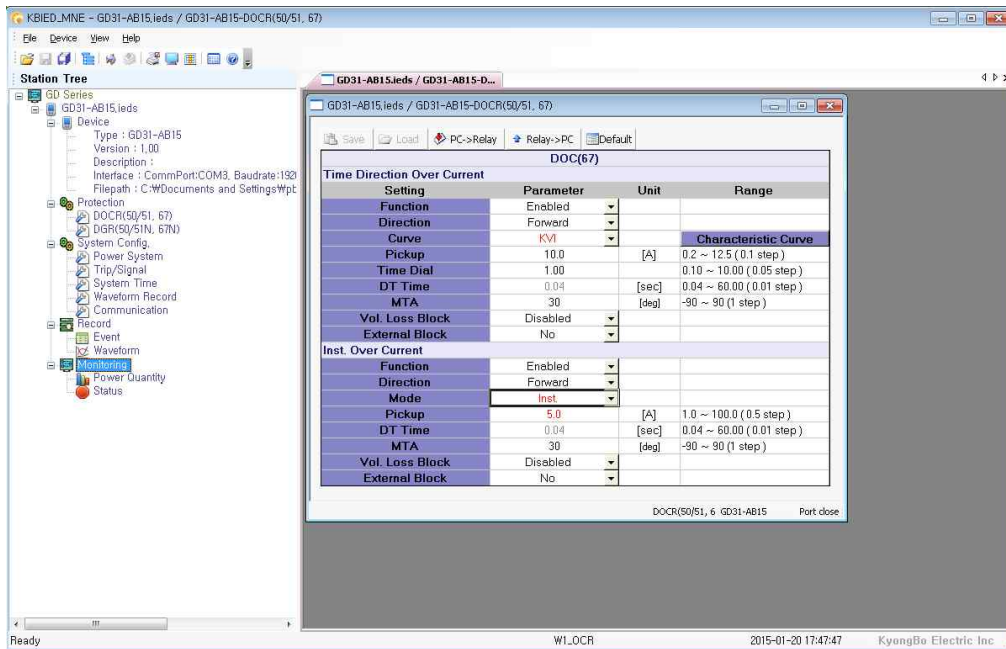 KBIED_MNE - GD31-AB15.ieds / GD31-AB15-DOCR(50/51, 67)
File Device View Help
Station Tree
GD Series
GD31-AB15.ieds
Device
Type : GD31-AB15
Version : 1.00
Description :
Interface : CommPort:COM3, Baudrate:192
Filepath : C:₩Documents and Settings₩pb
Protection
DOCR(50/51, 67)
DGR(50/51N, 67N)
System Config.
Power System
Trip/Signal
System Time
Waveform Record
Communication
Record
Event
Waveform
Monitoring
Power Quantity
Status
GD31-AB15.ieds / GD31-AB15-D...
GD31-AB15.ieds / GD31-AB15-DOCR(50/51, 67)
Save Load PC->Relay Relay->PC Default
DOC(67)
Time Direction Over Current
Setting Parameter Unit Range
Function Enabled
Direction Forward
Curve KVI Characteristic Curve
Pickup 10.0 [A] 0.2 ~ 12.5 ( 0.1 step )
Time Dial 1.00 0.10 ~ 10.00 ( 0.05 step )
DT Time 0.04 [sec] 0.04 ~ 60.00 ( 0.01 step )
MTA 30 [deg] -90 ~ 90 (1 step )
Vol. Loss Block Disabled
External Block No
Inst. Over Current
Function Enabled
Direction Forward
Mode Inst.
Pickup 5.0 [A] 1.0 ~ 100.0 ( 0.5 step )
DT Time 0.04 [sec] 0.04 ~ 60.00 ( 0.01 step )
MTA 30 [deg] -90 ~ 90 (1 step )
Vol. Loss Block Disabled
External Block No
DOCR(50/51, 6 GD31-AB15 Port close
Ready W1_OCR 2015-01-20 17:47:47 KyongBo Electric Inc